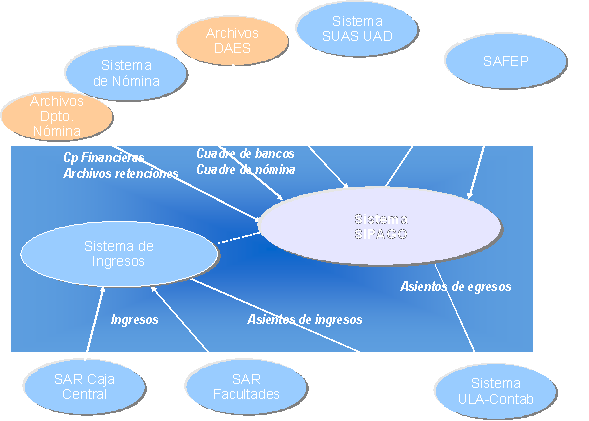 Archivos
DAES
Sistema
SUAS UAD
SAFEP
Sistema
de Nómina
Archivos
Dpto.
Nómina
Cp Financieras
Archivos retenciones
Cuadre de bancos
Cuadre de nómina
Sistema
SIPACO
Sistema de
Ingresos
Asientos de egresos
Ingresos
Asientos de ingresos
SAR Caja
Central
SAR
Facultades
Sistema
ULA-Contab